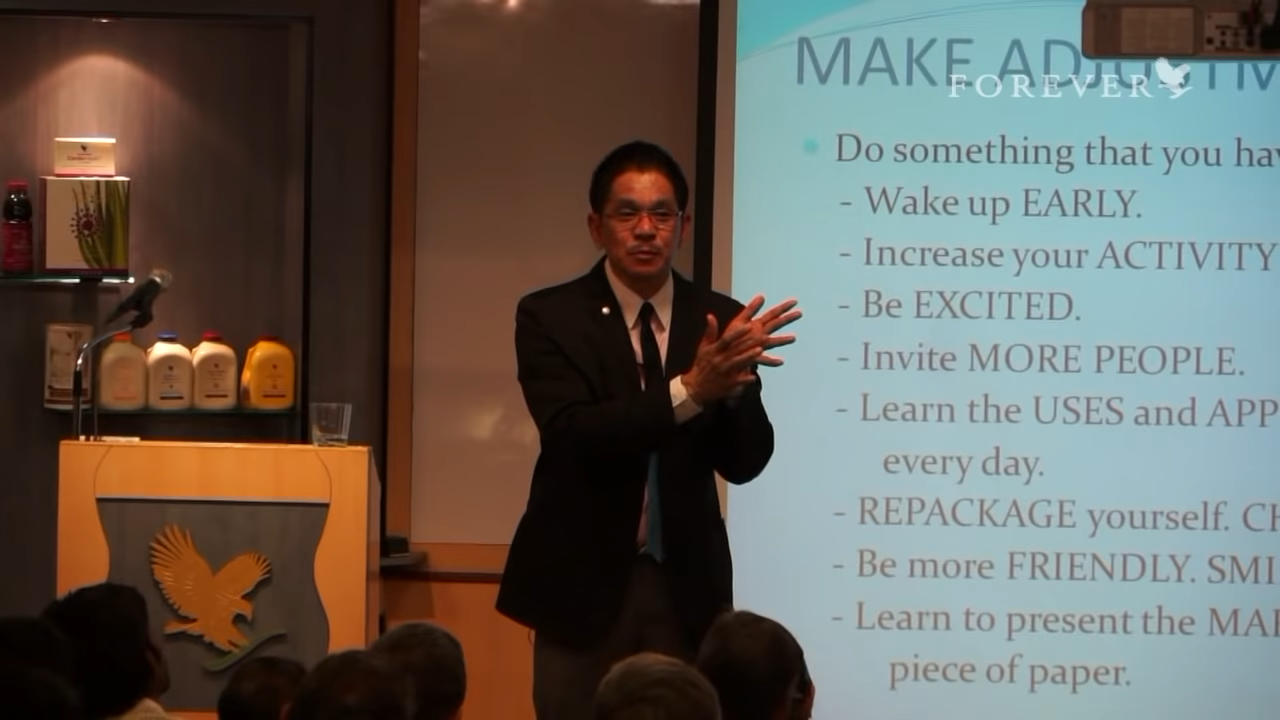 MAKE ADJ
FOREVER
Do something that you hav
- Wake up EARLY.
- Increase your ACTIVITY
- Be EXCITED.
- Invite MORE PEOPLE.
- Learn the USES and APP
every day.
- REPACKAGE yourself. CH
- Be more FRIENDLY. SMI
- Learn to present the MAR
piece of paper.